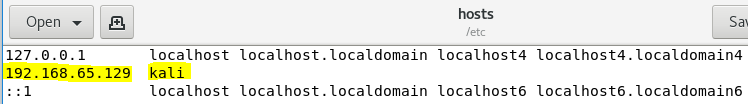 Open
hosts
/etc
Sav
127.0.0.1 localhost localhost.localdomain localhost4 localhost4.localdomain4
192.168.65.129 kali
::1 localhost localhost.localdomain localhost6 localhost6.localdomain6